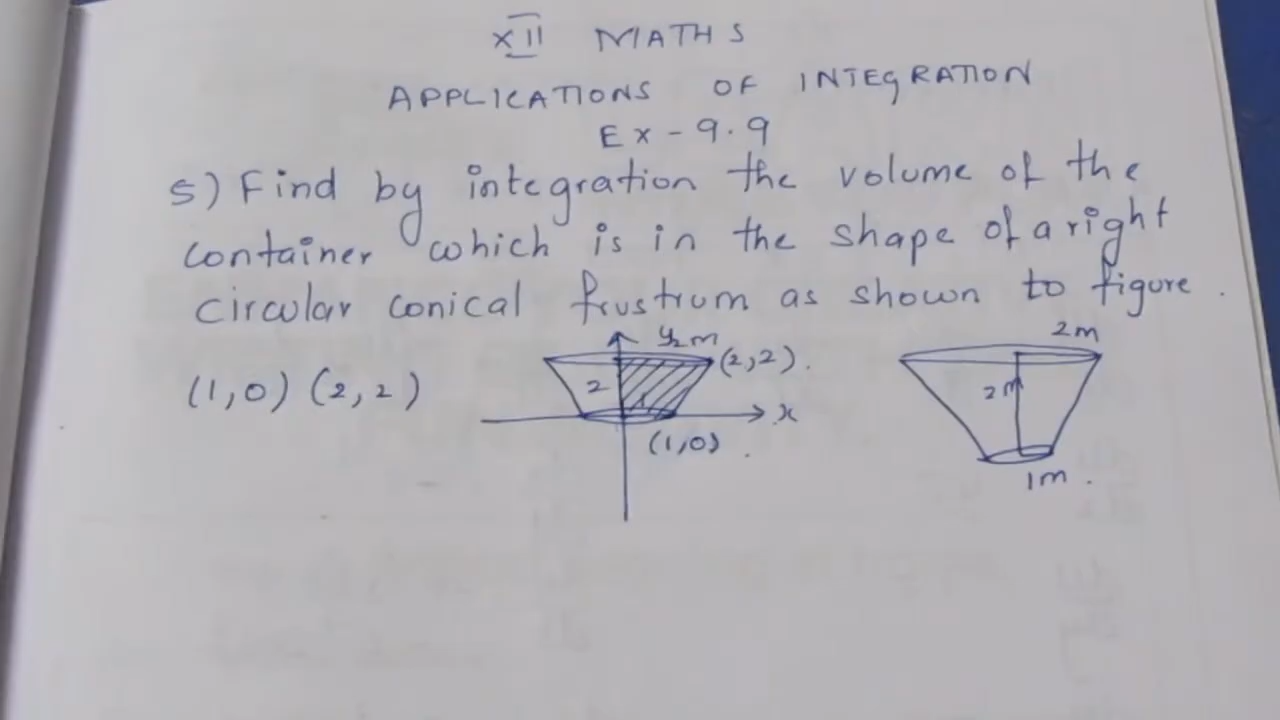 XII MATHS
APPLICATIONS OF INTEGRATION
Ex - 9.9
5) Find by integration the volume of the
container which is in the shape of a right
circular conical frustrum as shown to figure.
y 2m
2m
(1,0) (2,2)
2
(2,2).
2m
x
(1,0).
1m.